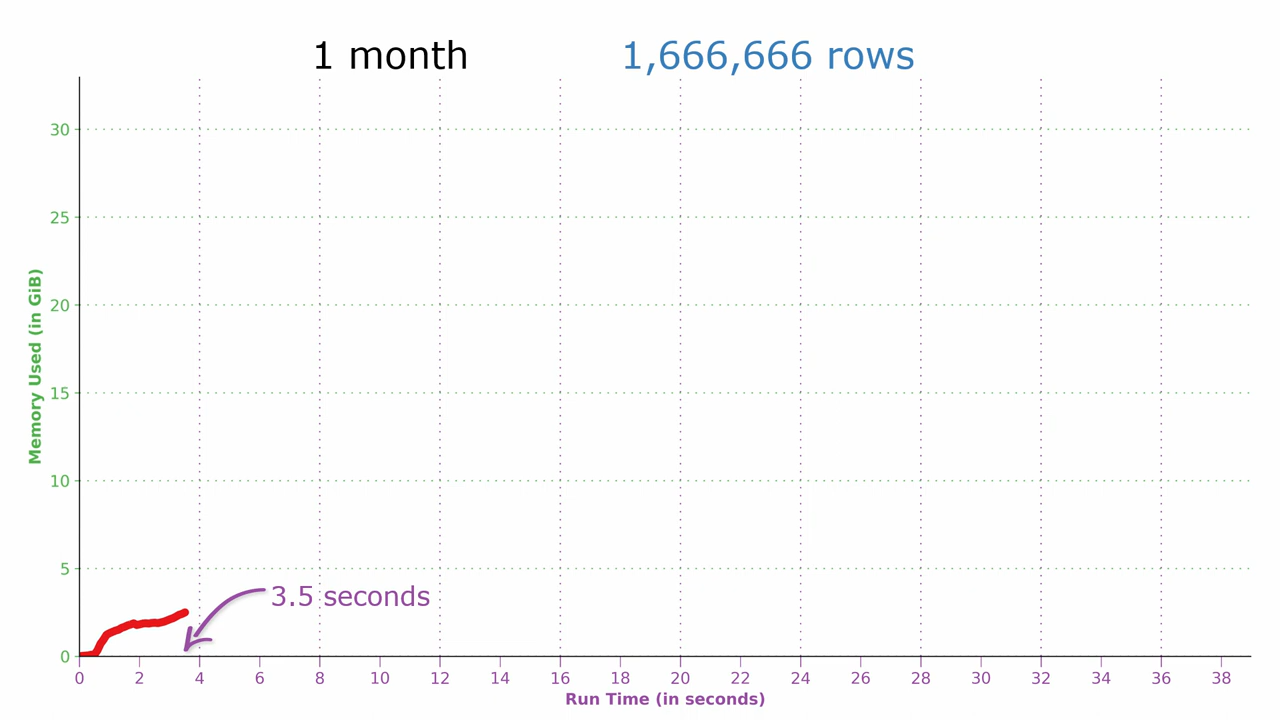 1 month
1,666,666 rows
30
25
20
15
10
5
0
Memory Used (in GiB)
3.5 seconds
0 2 4 6 8 10 12 14 16 18 20 22 24 26 28 30 32 34 36 38
Run Time (in seconds)